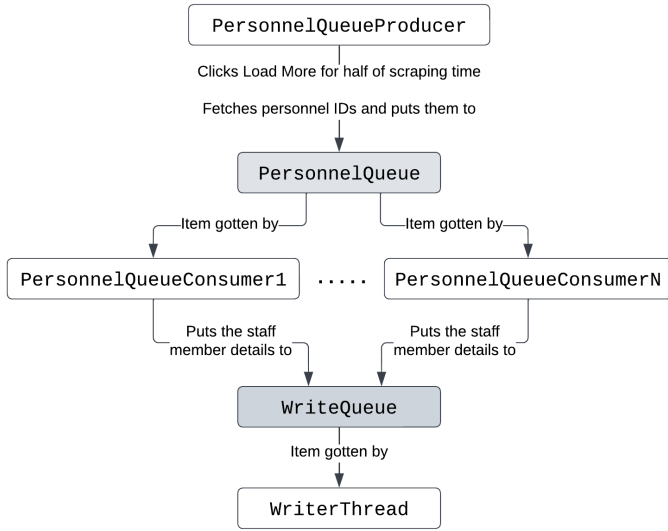 PersonnelQueueProducer
Clicks Load More for half of scraping time
Fetches personnel IDs and puts them to
PersonnelQueue
Item gotten by
Item gotten by
PersonnelQueueConsumer1
.....
PersonnelQueueConsumerN
Puts the staff
member details to
Puts the staff
member details to
WriteQueue
Item gotten by
WriterThread